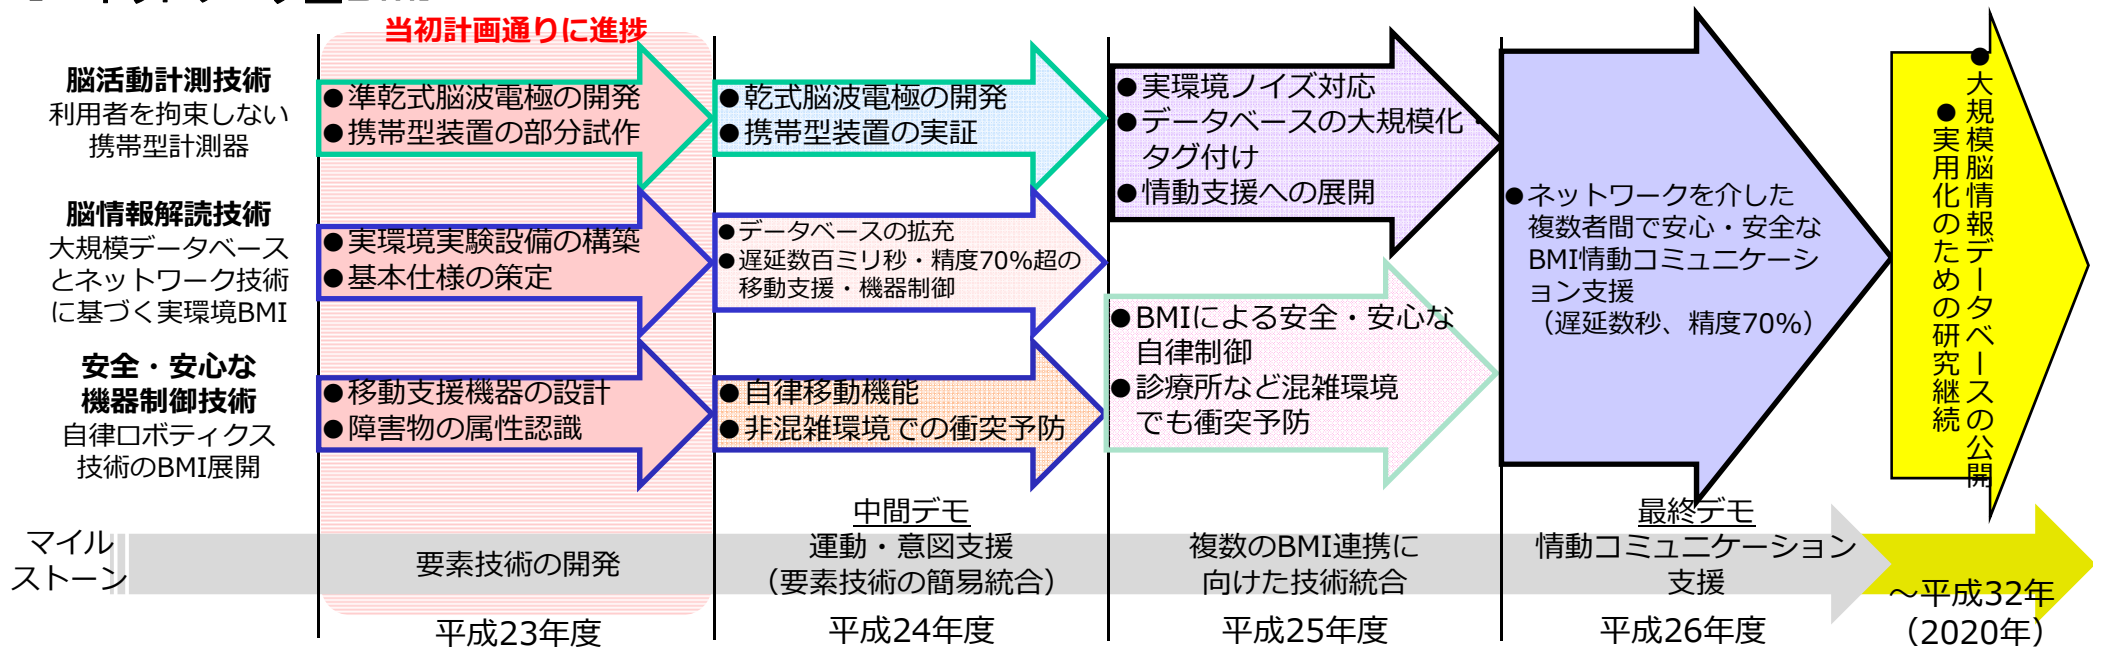 当初計画通りに進捗
脳活動計測技術
利用者を拘束しない
携帯型計測器
●準乾式脳波電極の開発
●携帯型装置の部分試作
●乾式脳波電極の開発
●携帯型装置の実証
●実環境ノイズ対応
●データベースの大規模化・
タグ付け
●情動支援への展開
脳情報解読技術
大規模データベース
とネットワーク技術
に基づく実環境BMI
●実環境実験設備の構築
●基本仕様の策定
●データベースの拡充
●遅延数百ミリ秒・精度70%超の
移動支援・機器制御
安全・安心な
機器制御技術
自律ロボティクス
技術のBMI展開
●移動支援機器の設計
●障害物の属性認識
●自律移動機能
●非混雑環境での衝突予防
●BMIによる安全・安心な
自律制御
●診療所など混雑環境
でも衝突予防
●ネットワークを介した
複数者間で安心・安全な
BMI情動コミュニケーシ
ョン支援
（遅延数秒、精度70%）
●大規模脳情報データベースの公開
●実用化のための研究継続
マイル
ストーン
要素技術の開発
中間デモ
運動・意図支援
（要素技術の簡易統合）
複数のBMI連携に
向けた技術統合
最終デモ
情動コミュニケーション
支援
平成23年度
平成24年度
平成25年度
平成26年度
～平成32年
（2020年）